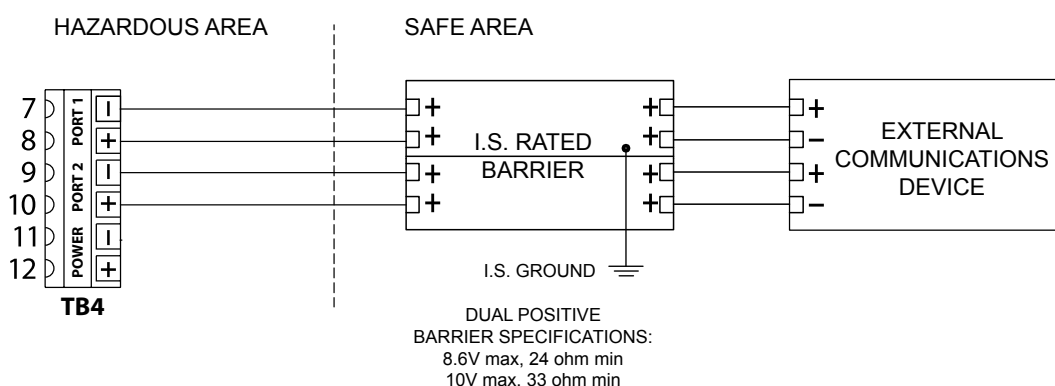 HAZARDOUS AREA
SAFE AREA
7
8
9
10
11
12
PORT 1
PORT 2
POWER
− + − + − +
TB4
+ +
+ +
+ +
+ +
I.S. RATED
BARRIER
+
−
+
−
EXTERNAL
COMMUNICATIONS
DEVICE
I.S. GROUND
DUAL POSITIVE
BARRIER SPECIFICATIONS:
8.6V max, 24 ohm min
10V max, 33 ohm min